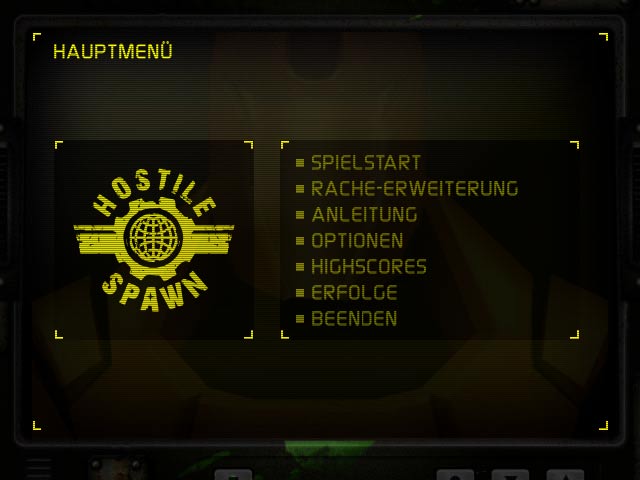 HAUPTMENÜ
HOSTILE
SPAWN
SPIELSTART
RACHE-ERWEITERUNG
ANLEITUNG
OPTIONEN
HIGHSCORES
ERFOLGE
BEENDEN